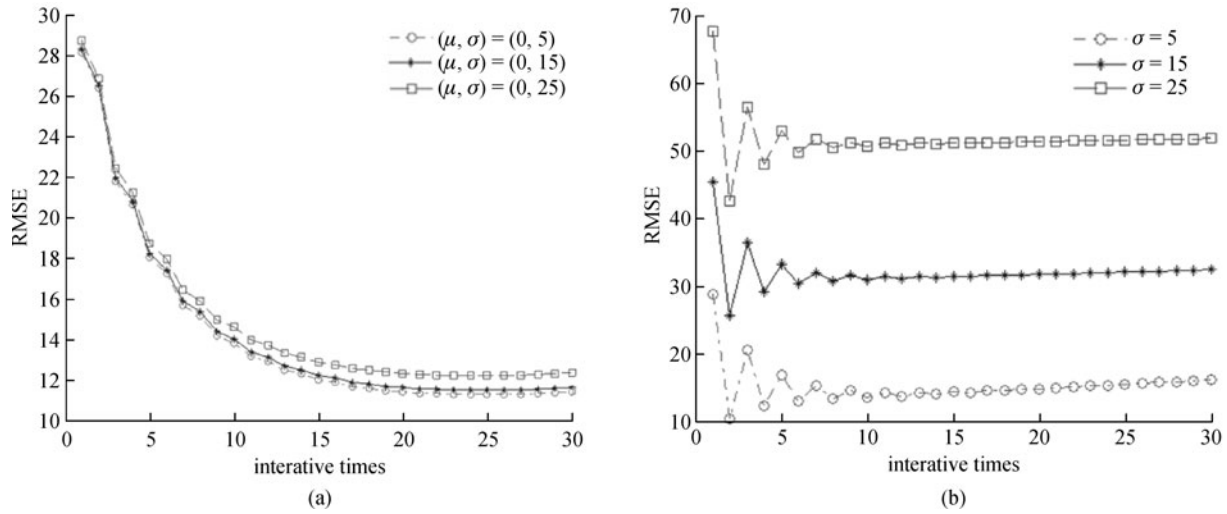 30
28
26
24
22
20
18
16
14
12
10
RMSE
(μ, σ) = (0, 5)
(μ, σ) = (0, 15)
(μ, σ) = (0, 25)
0 5 10 15 20 25 30
interative times
(a)
70
60
50
40
30
20
10
RMSE
σ = 5
σ = 15
σ = 25
0 5 10 15 20 25 30
interative times
(b)